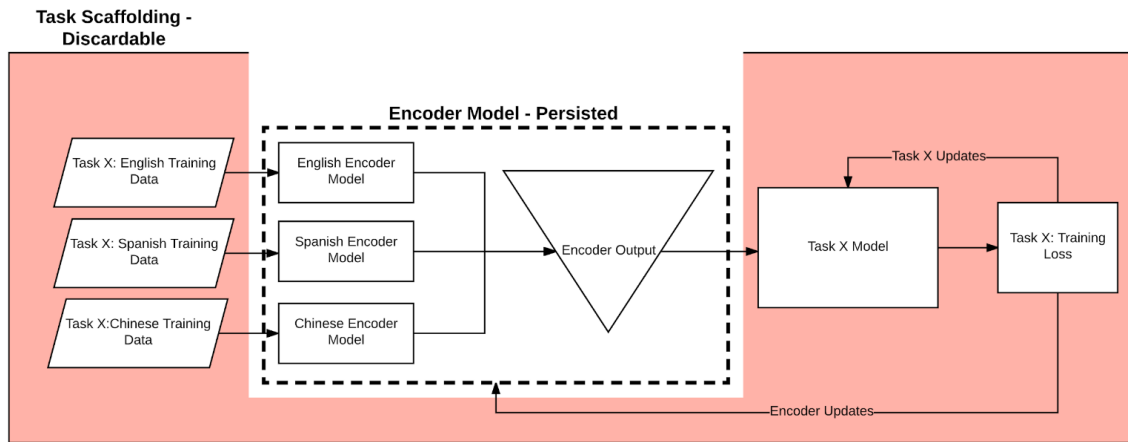 Task Scaffolding -
Discardable
Encoder Model - Persisted
Task X: English Training
Data
English Encoder
Model
Task X: Spanish Training
Data
Spanish Encoder
Model
Task X:Chinese Training
Data
Chinese Encoder
Model
Encoder Output
Task X Updates
Task X Model
Task X: Training
Loss
Encoder Updates